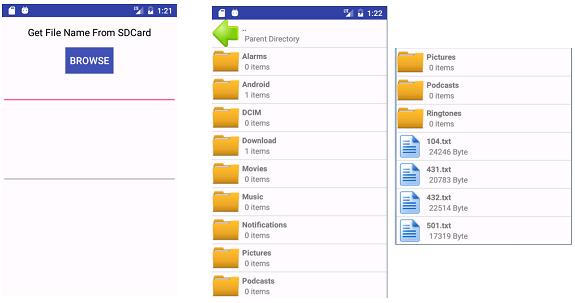 1:21
Get File Name From SDCard
BROWSE
1:22
..
Parent Directory
Alarms
0 items
Android
1 items
DCIM
0 items
Download
1 items
Movies
0 items
Music
0 items
Notifications
0 items
Pictures
0 items
Podcasts
0 items
Pictures
0 items
Podcasts
0 items
Ringtones
0 items
104.txt
24246 Byte
431.txt
20783 Byte
432.txt
22514 Byte
501.txt
17319 Byte